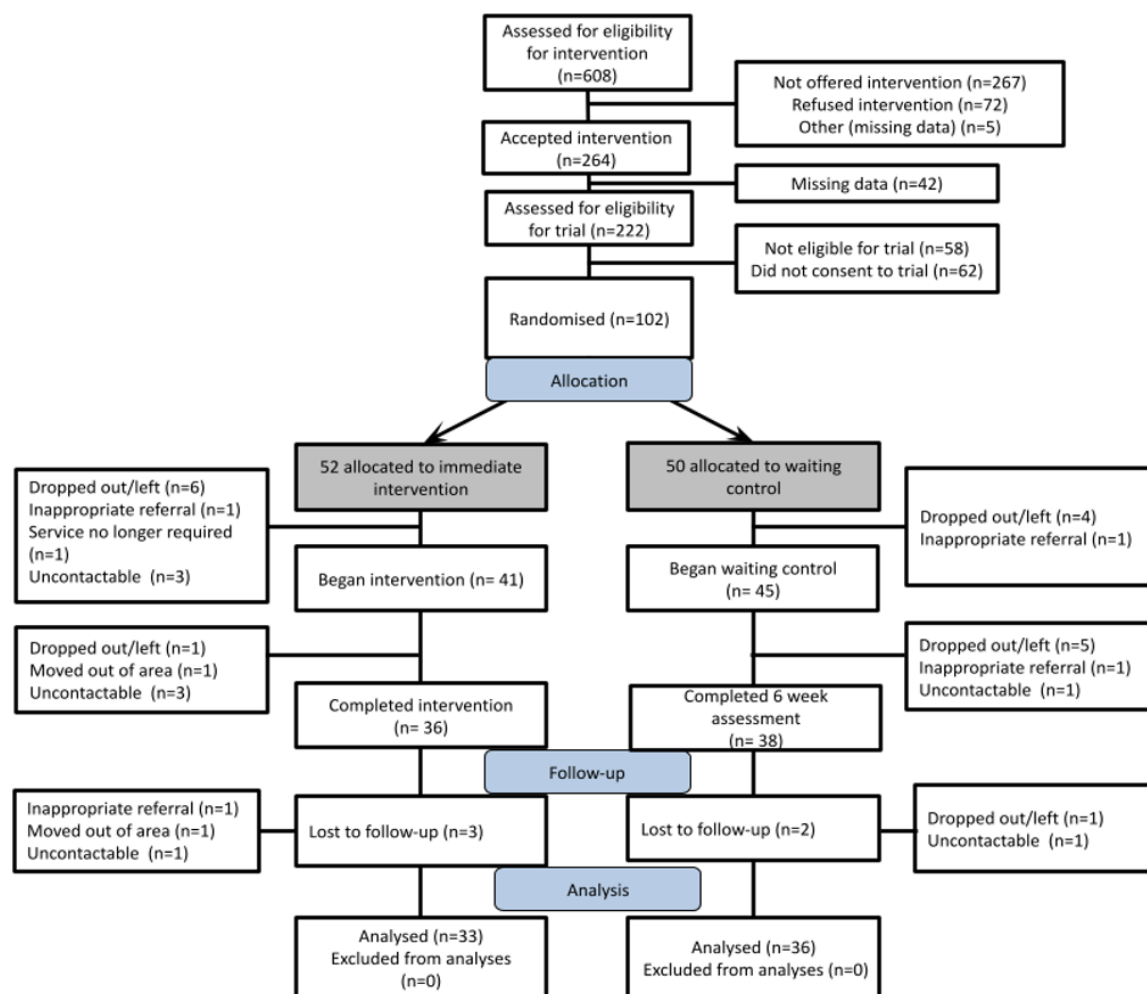 Assessed for eligibility
for intervention
(n=608)
Not offered intervention (n=267)
Refused intervention (n=72)
Other (missing data) (n=5)
Accepted intervention
(n=264)
Missing data (n=42)
Assessed for eligibility
for trial (n=222)
Not eligible for trial (n=58)
Did not consent to trial (n=62)
Randomised (n=102)
Allocation
52 allocated to immediate
intervention
50 allocated to waiting
control
Dropped out/left (n=6)
Inappropriate referral (n=1)
Service no longer required
(n=1)
Uncontactable  (n=3)
Dropped out/left (n=4)
Inappropriate referral (n=1)
Began intervention (n= 41)
Began waiting control
(n= 45)
Dropped out/left (n=1)
Moved out of area (n=1)
Uncontactable (n=3)
Dropped out/left (n=5)
Inappropriate referral (n=1)
Uncontactable  (n=1)
Completed intervention
(n= 36)
Completed 6 week
assessment
(n= 38)
Follow-up
Inappropriate referral (n=1)
Moved out of area (n=1)
Uncontactable  (n=1)
Lost to follow-up (n=3)
Lost to follow-up (n=2)
Dropped out/left (n=1)
Uncontactable  (n=1)
Analysis
Analysed (n=33)
Excluded from analyses
(n=0)
Analysed (n=36)
Excluded from analyses (n=0)